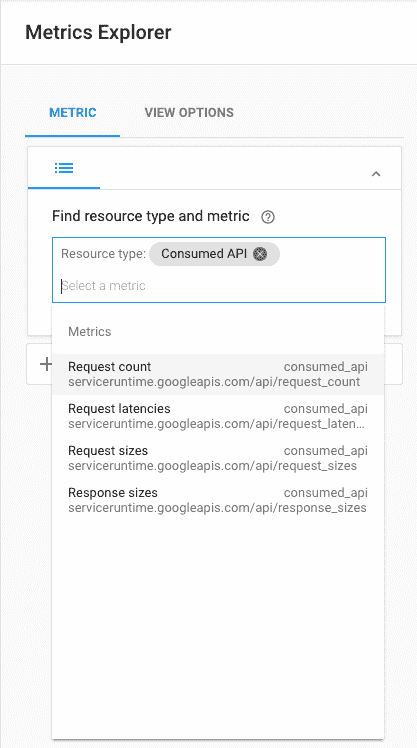 Metrics Explorer
METRIC VIEW OPTIONS
Find resource type and metric
Resource type: Consumed API
Select a metric
Metrics
Request count consumed_api
serviceruntime.googleapis.com/api/request_count
Request latencies consumed_api
serviceruntime.googleapis.com/api/request_laten...
Request sizes consumed_api
serviceruntime.googleapis.com/api/request_sizes
Response sizes consumed_api
serviceruntime.googleapis.com/api/response_sizes